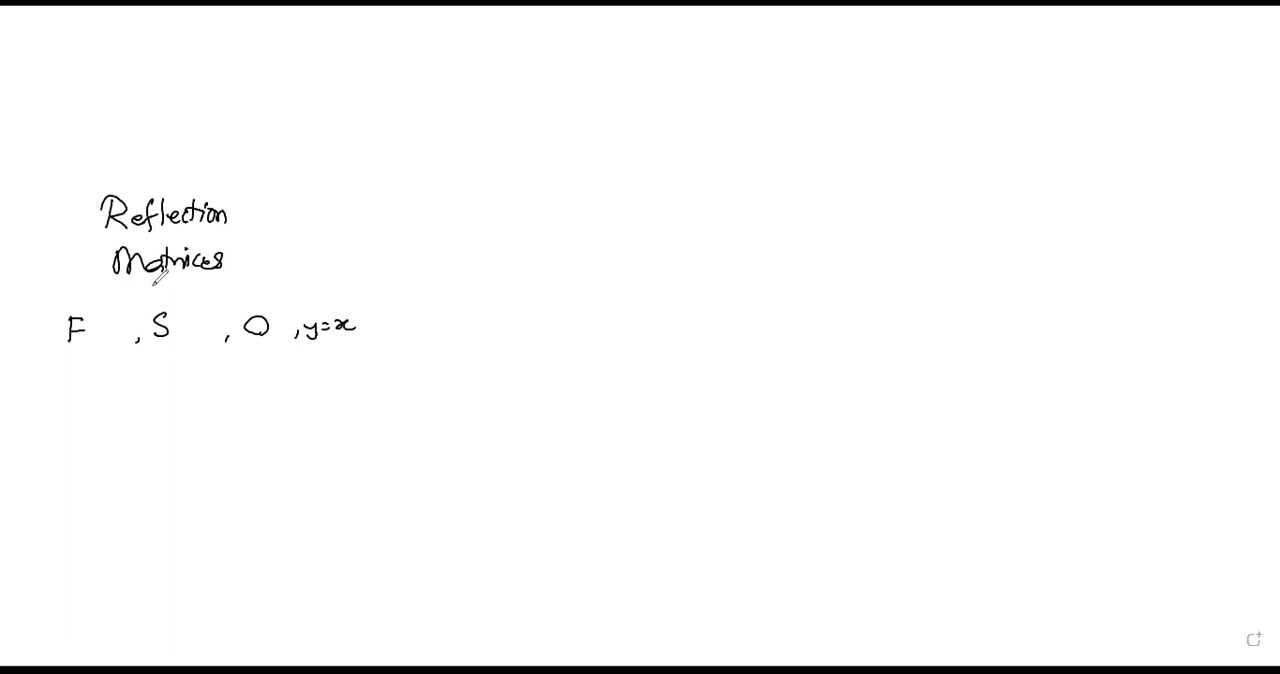 Reflection
Matrices
F , S , O , y=x